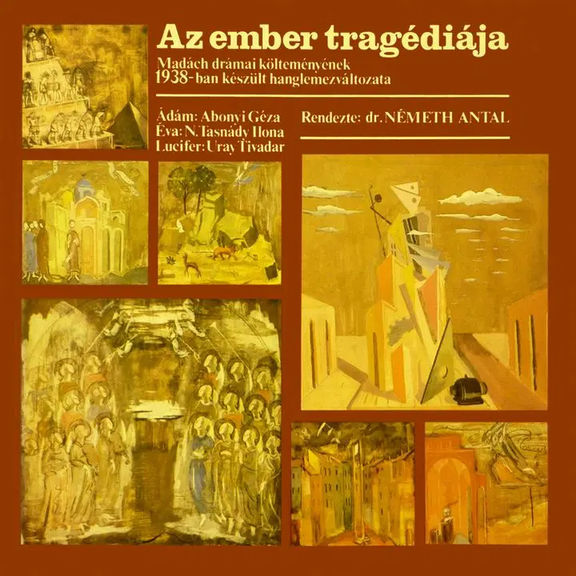 Az ember tragédiája
Madách drámai költeményének
1938-ban készült hanglemezváltozata
Ádám: Abonyi Géza
Éva: N. Tasnády Ilona
Lucifer: Uray Tivadar
Rendezte: dr. NÉMETH ANTAL